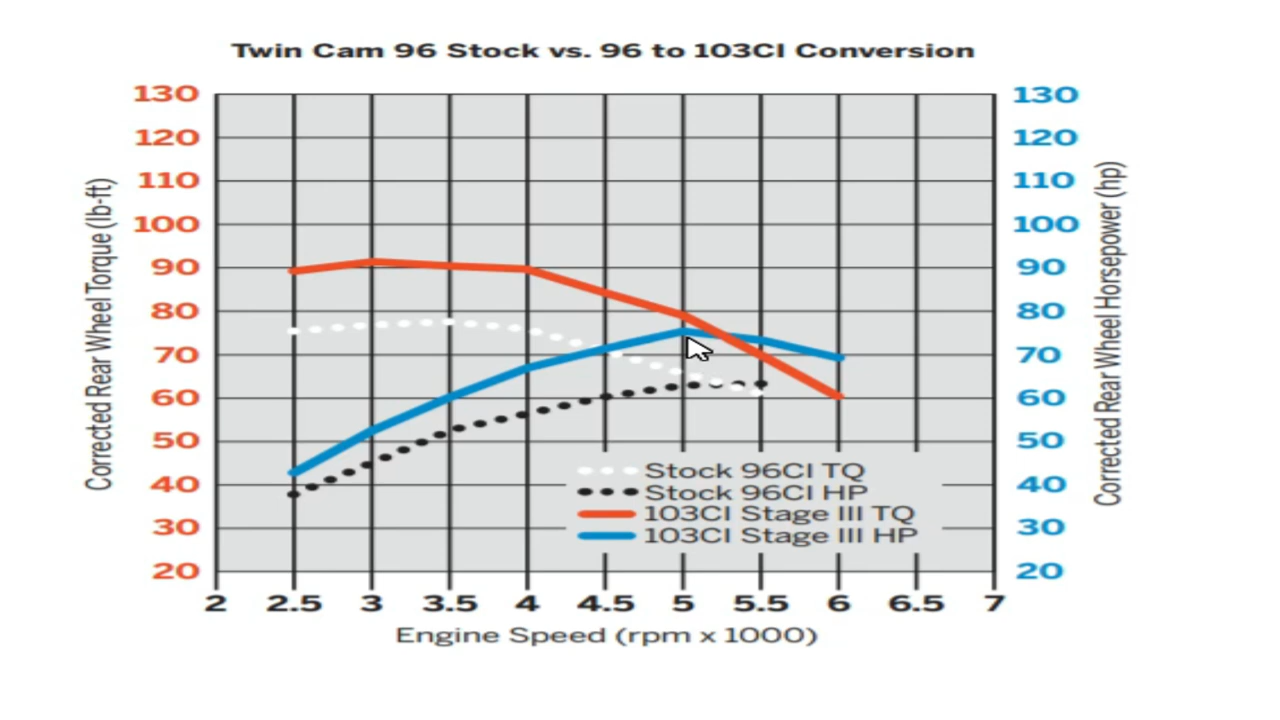 Twin Cam 96 Stock vs. 96 to 103CI Conversion
Corrected Rear Wheel Torque (lb-ft)
130
120
110
100
90
80
70
60
50
40
30
20
130
120
110
100
90
80
70
60
50
40
30
20
Corrected Rear Wheel Horsepower (hp)
Stock 96CI TQ
Stock 96CI HP
103CI Stage III TQ
103CI Stage III HP
2 2.5 3 3.5 4 4.5 5 5.5 6 6.5 7
Engine Speed (rpm x 1000)